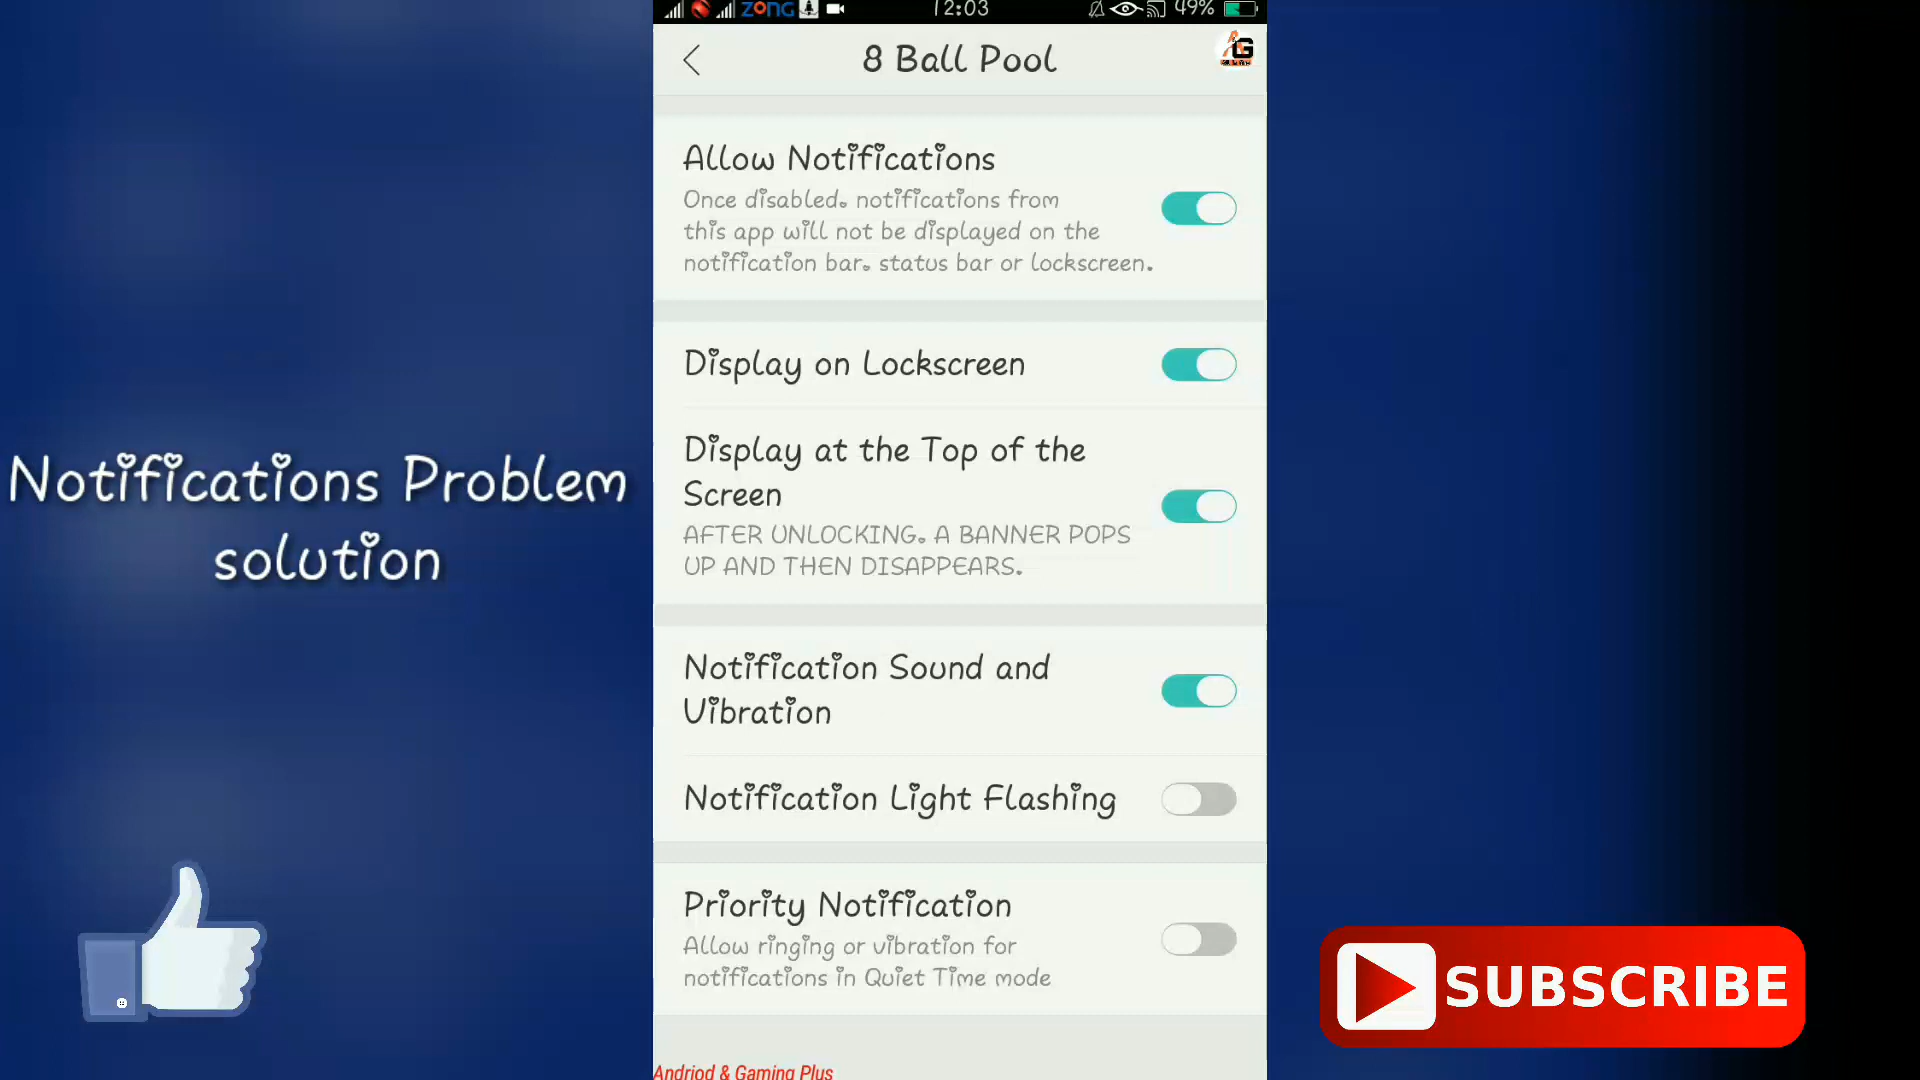 ZONG
12:03
49%
8 Ball Pool
AG
Allow Notifications
Once disabled. notifications from
this app will not be displayed on the
notification bar. status bar or lockscreen.
Display on Lockscreen
Display at the Top of the
Screen
AFTER UNLOCKING. A BANNER POPS
UP AND THEN DISAPPEARS.
Notifications Problem
solution
Notification Sound and
Vibration
Notification Light Flashing
Priority Notification
Allow ringing or vibration for
notifications in Quiet Time mode
SUBSCRIBE
Andriod & Gaming Plus